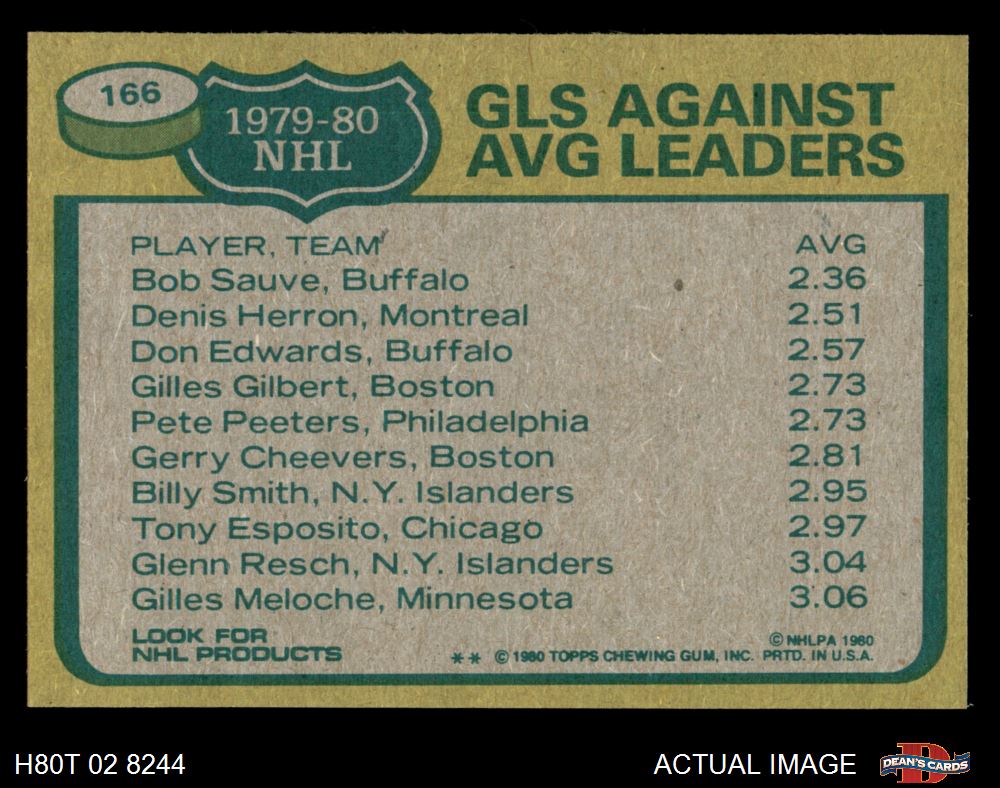 166
1979-80
NHL
GLS AGAINST
AVG LEADERS
PLAYER, TEAM AVG
Bob Sauve, Buffalo 2.36
Denis Herron, Montreal 2.51
Don Edwards, Buffalo 2.57
Gilles Gilbert, Boston 2.73
Pete Peeters, Philadelphia 2.73
Gerry Cheevers, Boston 2.81
Billy Smith, N.Y. Islanders 2.95
Tony Esposito, Chicago 2.97
Glenn Resch, N.Y. Islanders 3.04
Gilles Meloche, Minnesota 3.06
LOOK FOR
NHL PRODUCTS
© NHLPA 1980
** © 1980 TOPPS CHEWING GUM, INC. PRTD. IN U.S.A.
H80T 02 8244
ACTUAL IMAGE
D
DEAN'S CARDS